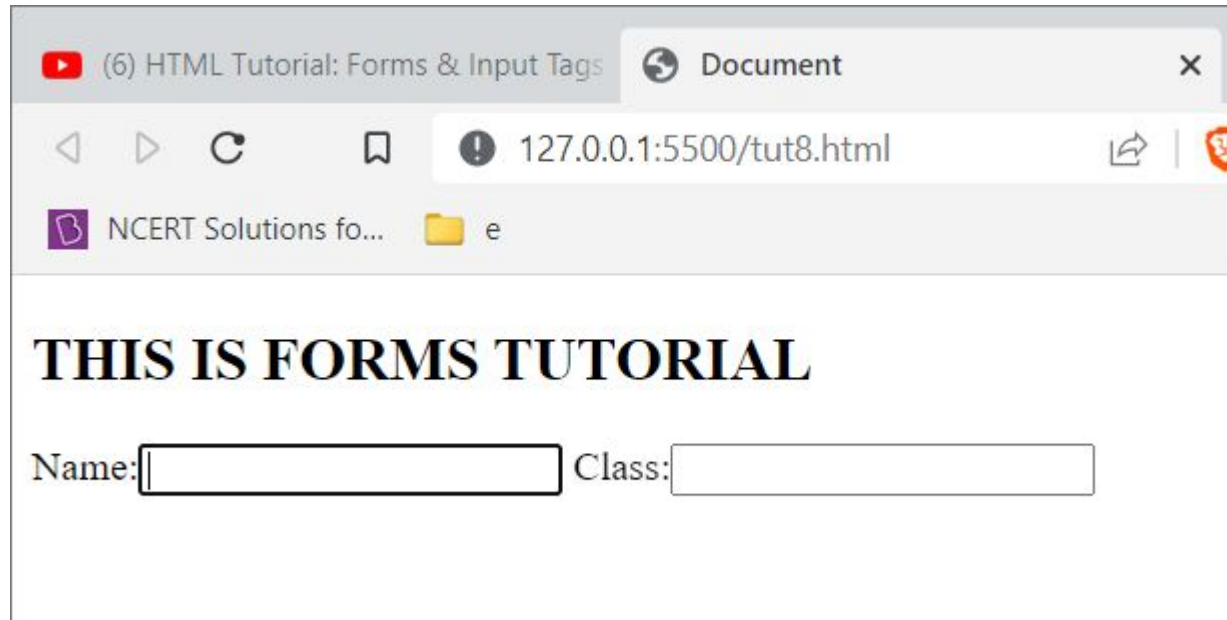 (6) HTML Tutorial: Forms & Input Tags
Document
127.0.0.1:5500/tut8.html
NCERT Solutions fo...
e
THIS IS FORMS TUTORIAL
Name:
Class: